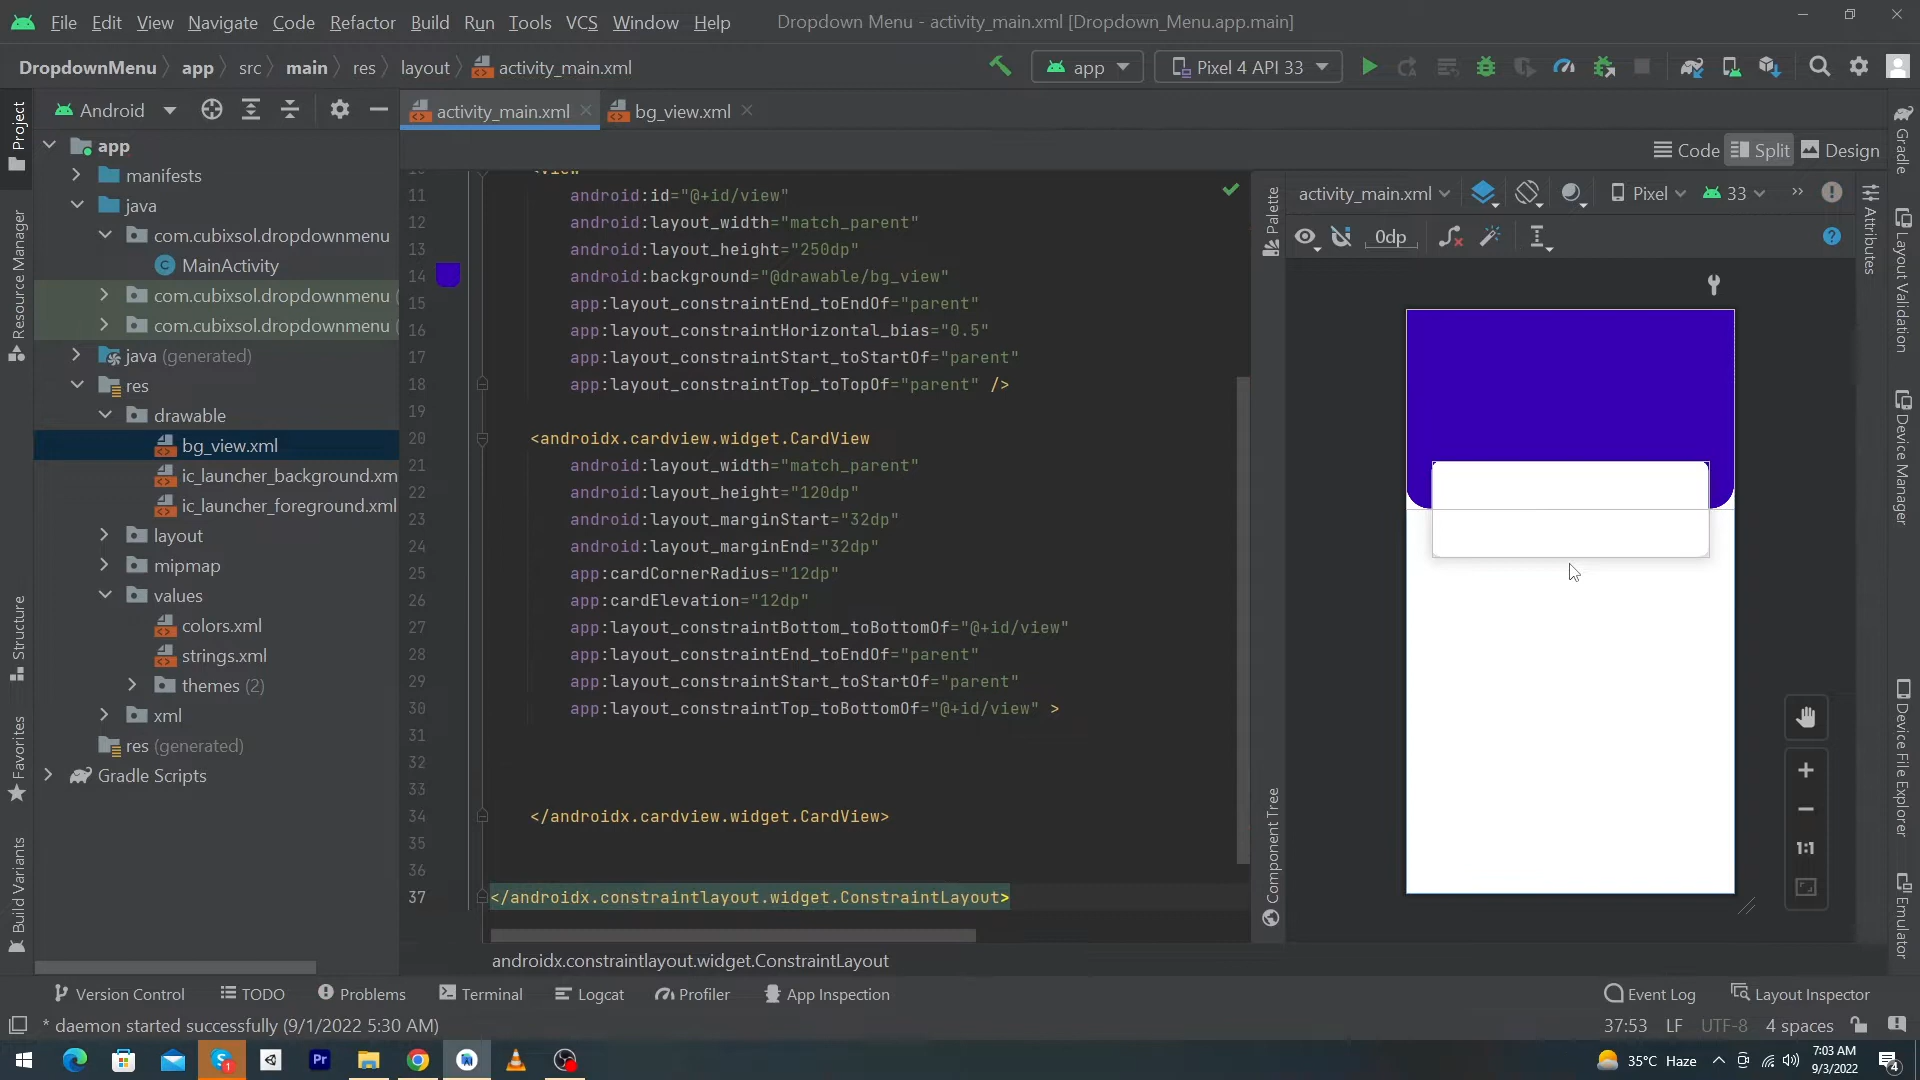 File Edit View Navigate Code Refactor Build Run Tools VCS Window Help Dropdown Menu - activity_main.xml [Dropdown_Menu.app.main]
DropdownMenu app src main res layout activity_main.xml app Pixel 4 API 33
Android activity_main.xml bg_view.xml
Code Split Design
Project
Resource Manager
Structure
Favorites
Build Variants
app
manifests
java
com.cubixsol.dropdownmenu
MainActivity
com.cubixsol.dropdownmenu (
com.cubixsol.dropdownmenu (
java (generated)
res
drawable
bg_view.xml
ic_launcher_background.xm
ic_launcher_foreground.xml
layout
mipmap
values
colors.xml
strings.xml
themes (2)
xml
res (generated)
Gradle Scripts
11 android:id="@+id/view"
12 android:layout_width="match_parent"
13 android:layout_height="250dp"
14 android:background="@drawable/bg_view"
15 app:layout_constraintEnd_toEndOf="parent"
16 app:layout_constraintHorizontal_bias="0.5"
17 app:layout_constraintStart_toStartOf="parent"
18 app:layout_constraintTop_toTopOf="parent" />
19
20 <androidx.cardview.widget.CardView
21 android:layout_width="match_parent"
22 android:layout_height="120dp"
23 android:layout_marginStart="32dp"
24 android:layout_marginEnd="32dp"
25 app:cardCornerRadius="12dp"
26 app:cardElevation="12dp"
27 app:layout_constraintBottom_toBottomOf="@+id/view"
28 app:layout_constraintEnd_toEndOf="parent"
29 app:layout_constraintStart_toStartOf="parent"
30 app:layout_constraintTop_toBottomOf="@+id/view" >
31
32
33
34 </androidx.cardview.widget.CardView>
35
36
37 </androidx.constraintlayout.widget.ConstraintLayout>
androidx.constraintlayout.widget.ConstraintLayout
Palette
Component Tree
activity_main.xml Pixel 33 »
0dp
1:1
Attributes
Gradle
Layout Validation
Device Manager
Device File Explorer
Emulator
Version Control TODO Problems Terminal Logcat Profiler App Inspection Event Log Layout Inspector
* daemon started successfully (9/1/2022 5:30 AM) 37:53 LF UTF-8 4 spaces
35°C Haze 7:03 AM
9/3/2022